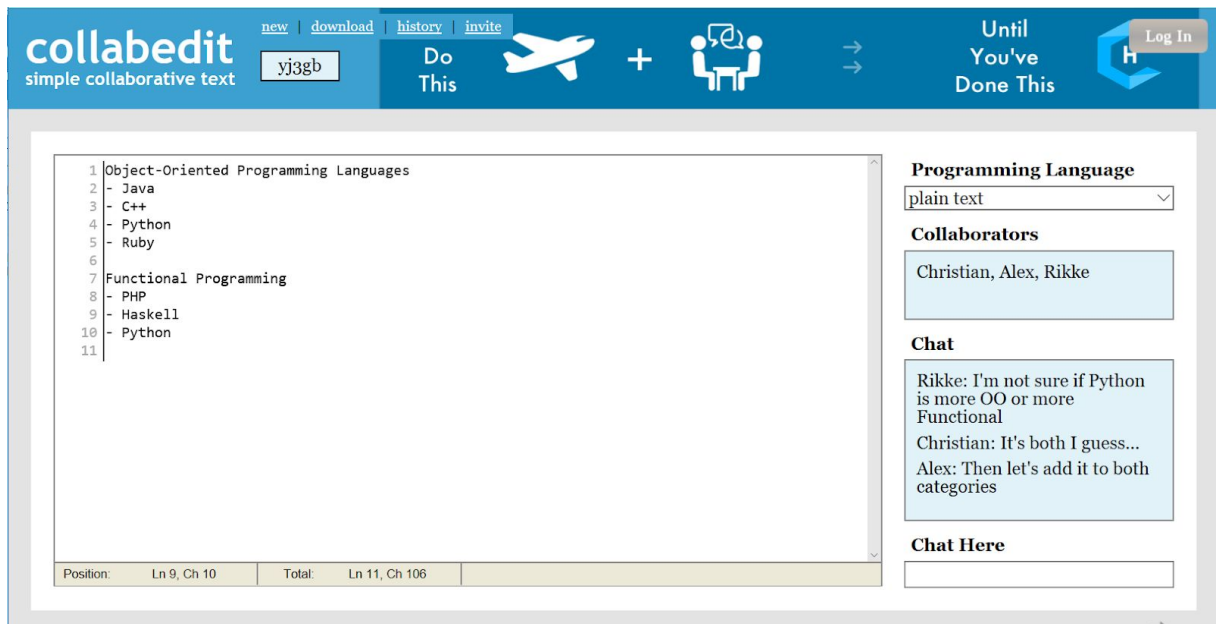 collabedit
simple collaborative text
new | download | history | invite
yj3gb
Do
This
+
Until
You've
Done This
H
Log In
1 Object-Oriented Programming Languages
2 - Java
3 - C++
4 - Python
5 - Ruby
6
7 Functional Programming
8 - PHP
9 - Haskell
10 - Python
11
Position: Ln 9, Ch 10 Total: Ln 11, Ch 106
Programming Language
plain text
Collaborators
Christian, Alex, Rikke
Chat
Rikke: I'm not sure if Python
is more OO or more
Functional
Christian: It's both I guess...
Alex: Then let's add it to both
categories
Chat Here